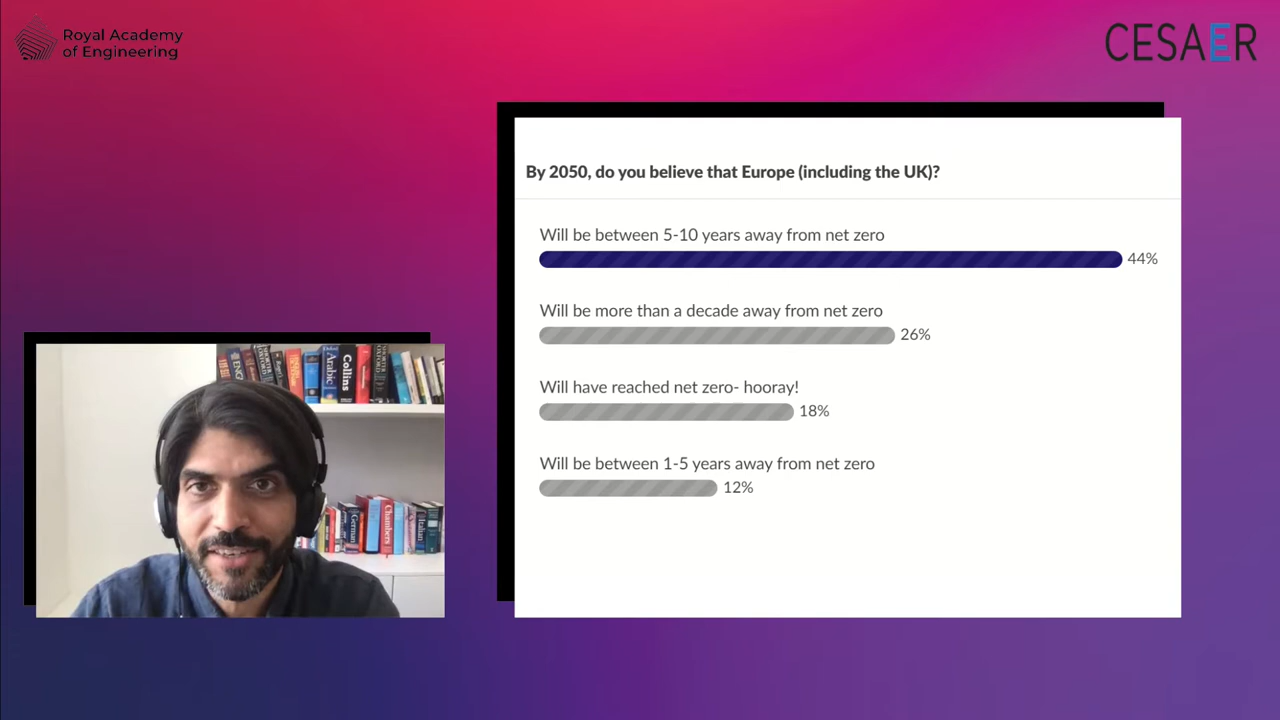 Royal Academy
of Engineering
CESAER
By 2050, do you believe that Europe (including the UK)?
Will be between 5-10 years away from net zero
44%
Will be more than a decade away from net zero
26%
Will have reached net zero- hooray!
18%
Will be between 1-5 years away from net zero
12%
Arabic
Collins
German
Chambers
Italian